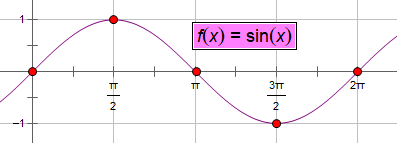 1
f(x) = sin(x)
π/2
π
3π/2
2π
−1